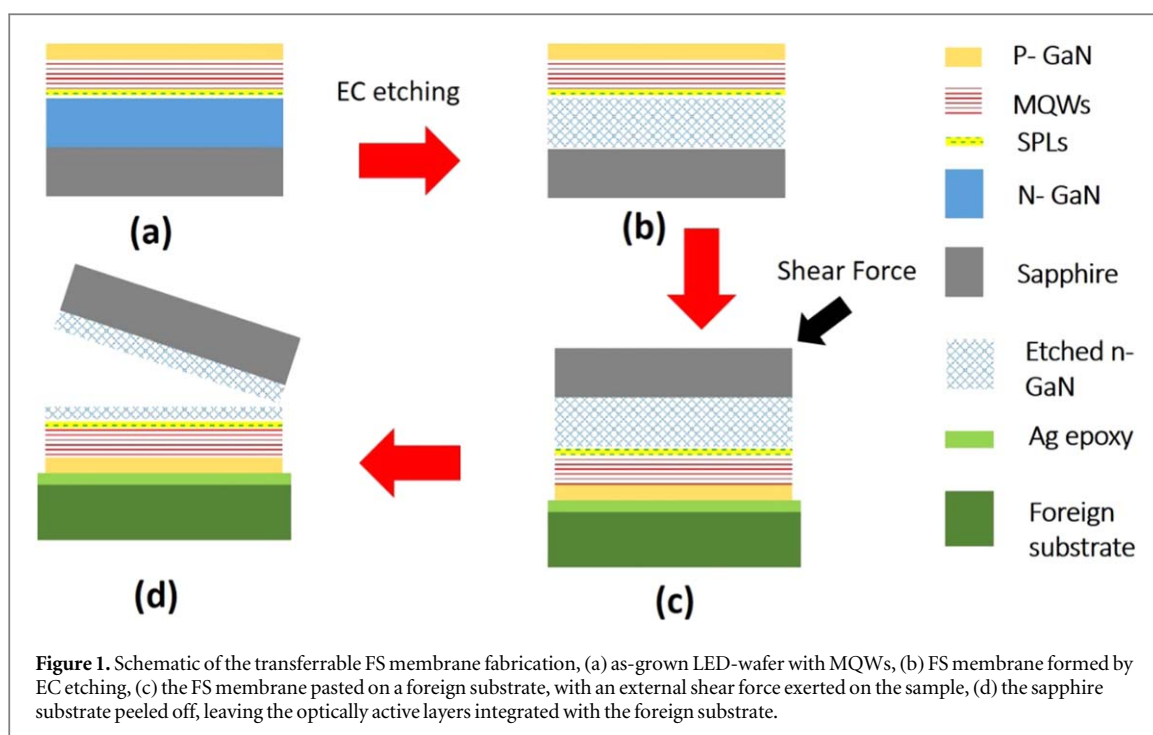 EC etching
(a)
(b)
Shear Force
(d)
(c)
P- GaN
MQWs
SPLs
N- GaN
Sapphire
Etched n-
GaN
Ag epoxy
Foreign
substrate
Figure 1. Schematic of the transferrable FS membrane fabrication, (a) as-grown LED-wafer with MQWs, (b) FS membrane formed by
EC etching, (c) the FS membrane pasted on a foreign substrate, with an external shear force exerted on the sample, (d) the sapphire
substrate peeled off, leaving the optically active layers integrated with the foreign substrate.